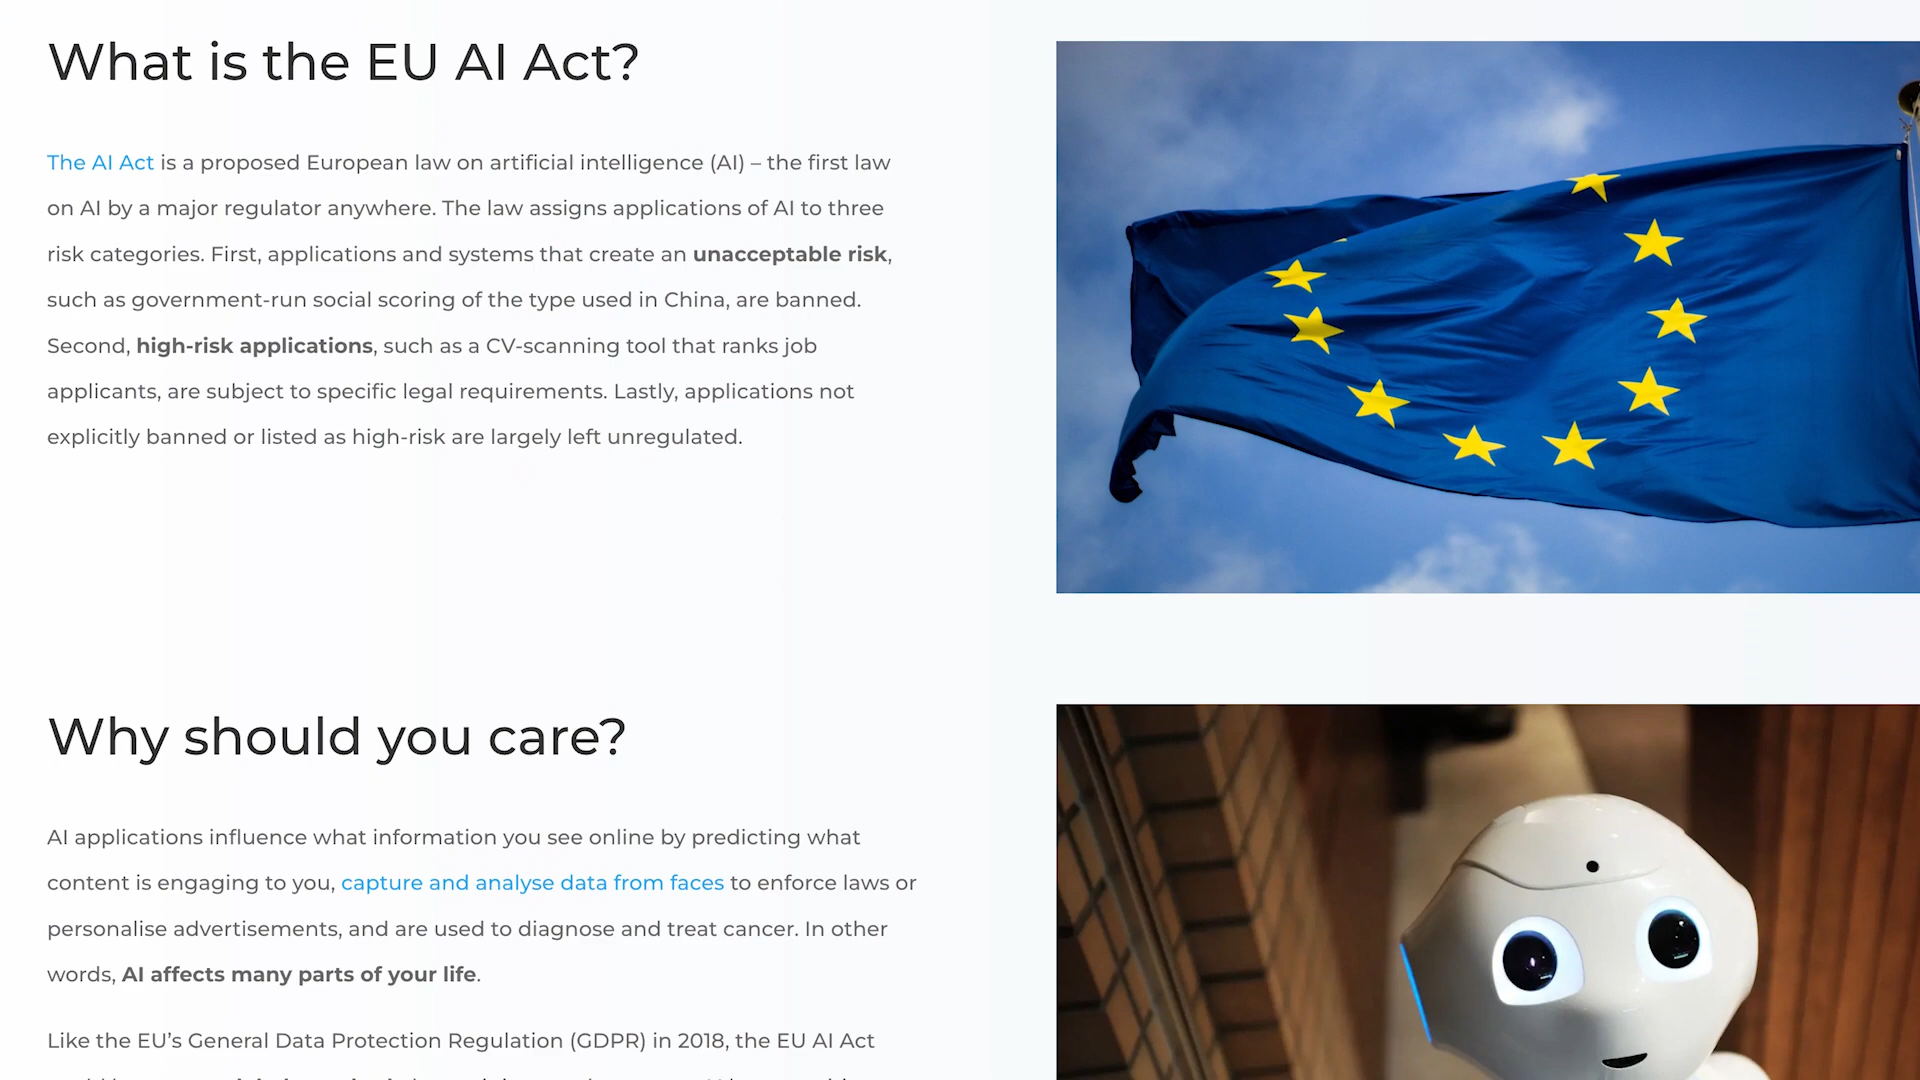 What is the EU AI Act?
The AI Act is a proposed European law on artificial intelligence (AI) – the first law
on AI by a major regulator anywhere. The law assigns applications of AI to three
risk categories. First, applications and systems that create an unacceptable risk,
such as government-run social scoring of the type used in China, are banned.
Second, high-risk applications, such as a CV-scanning tool that ranks job
applicants, are subject to specific legal requirements. Lastly, applications not
explicitly banned or listed as high-risk are largely left unregulated.
Why should you care?
AI applications influence what information you see online by predicting what
content is engaging to you, capture and analyse data from faces to enforce laws or
personalise advertisements, and are used to diagnose and treat cancer. In other
words, AI affects many parts of your life.
Like the EU’s General Data Protection Regulation (GDPR) in 2018, the EU AI Act